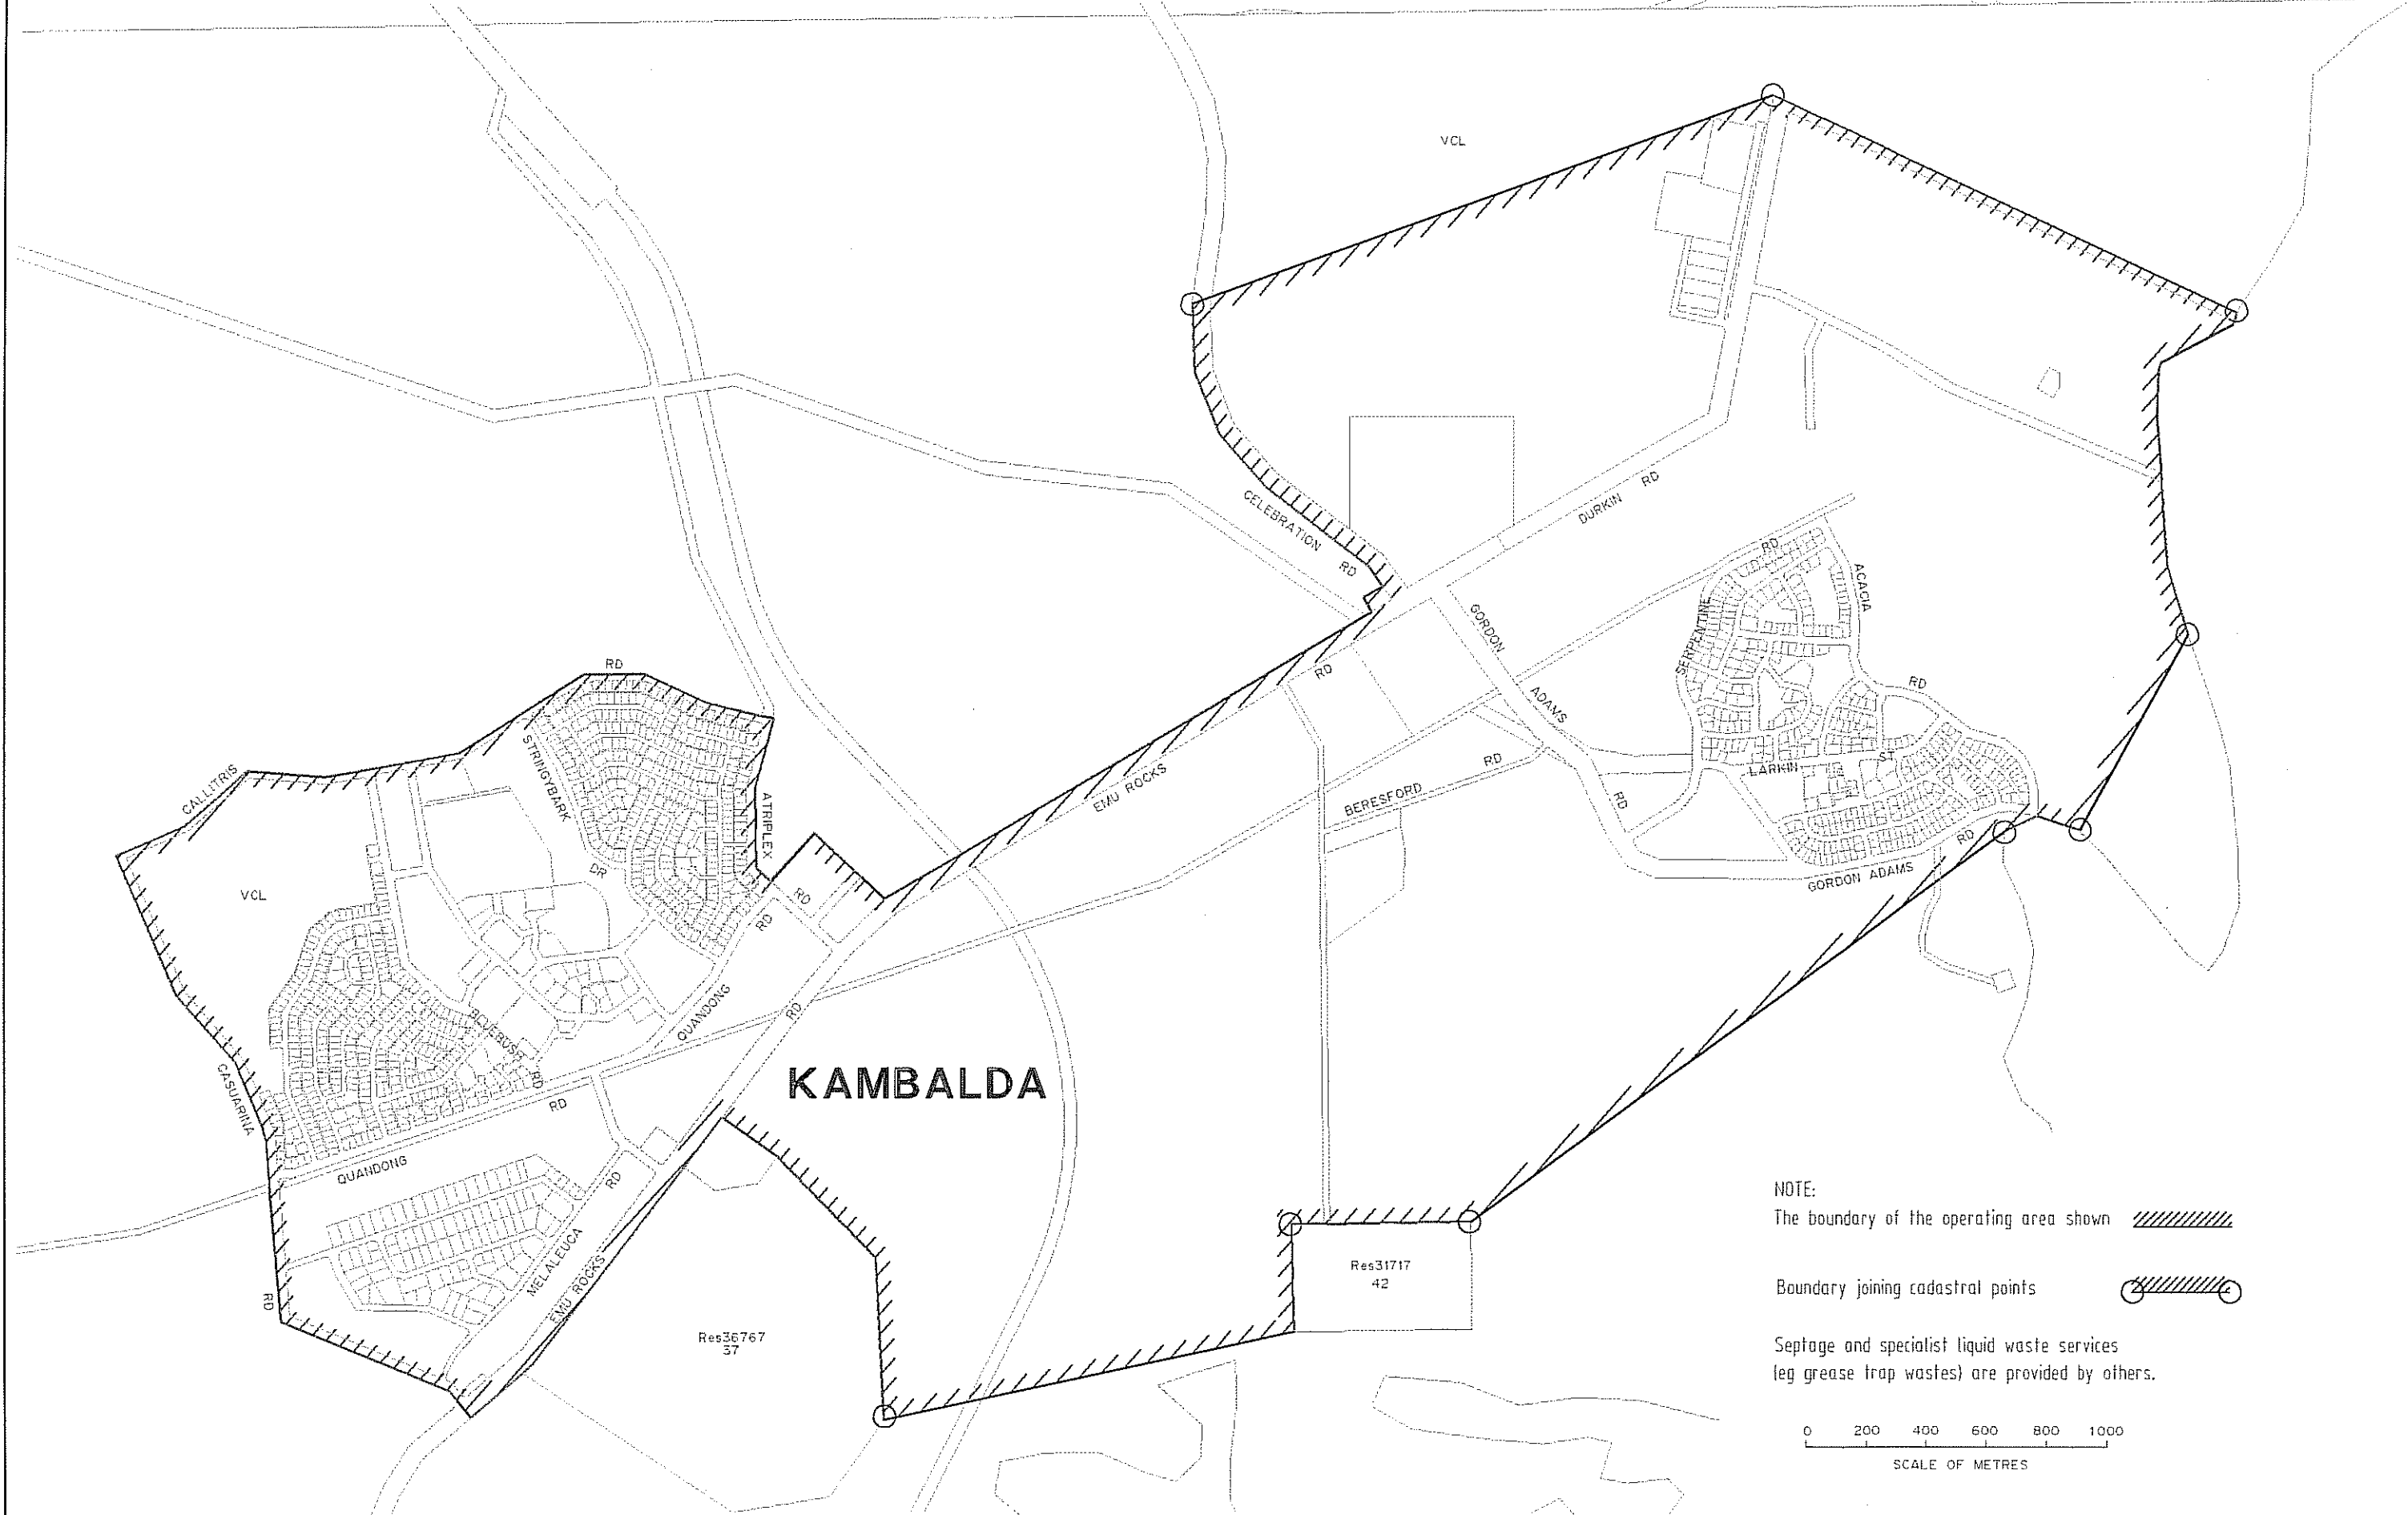 VCL
CELEBRATION
RD
DURKIN RD
RD
ACACIA
SERPENTINE
GORDON
ADAMS
RD
RD
RD
LARKIN ST
BERESFORD RD
RD
GORDON ADAMS RD
EMU ROCKS
RD
CALLITRIS
STRINGYBARK
DR
ATRIPLEX
RD
RD
VCL
QUANDONG
RD
BLUEBUSH
RD
CASUARINA
RD
QUANDONG
RD
KAMBALDA
MELALEUCA
RD
EMU ROCKS
Res36767
37
Res31717
42
NOTE:
The boundary of the operating area shown
Boundary joining cadastral points
Septage and specialist liquid waste services
(eg grease trap wastes) are provided by others.
0 200 400 600 800 1000
SCALE OF METRES